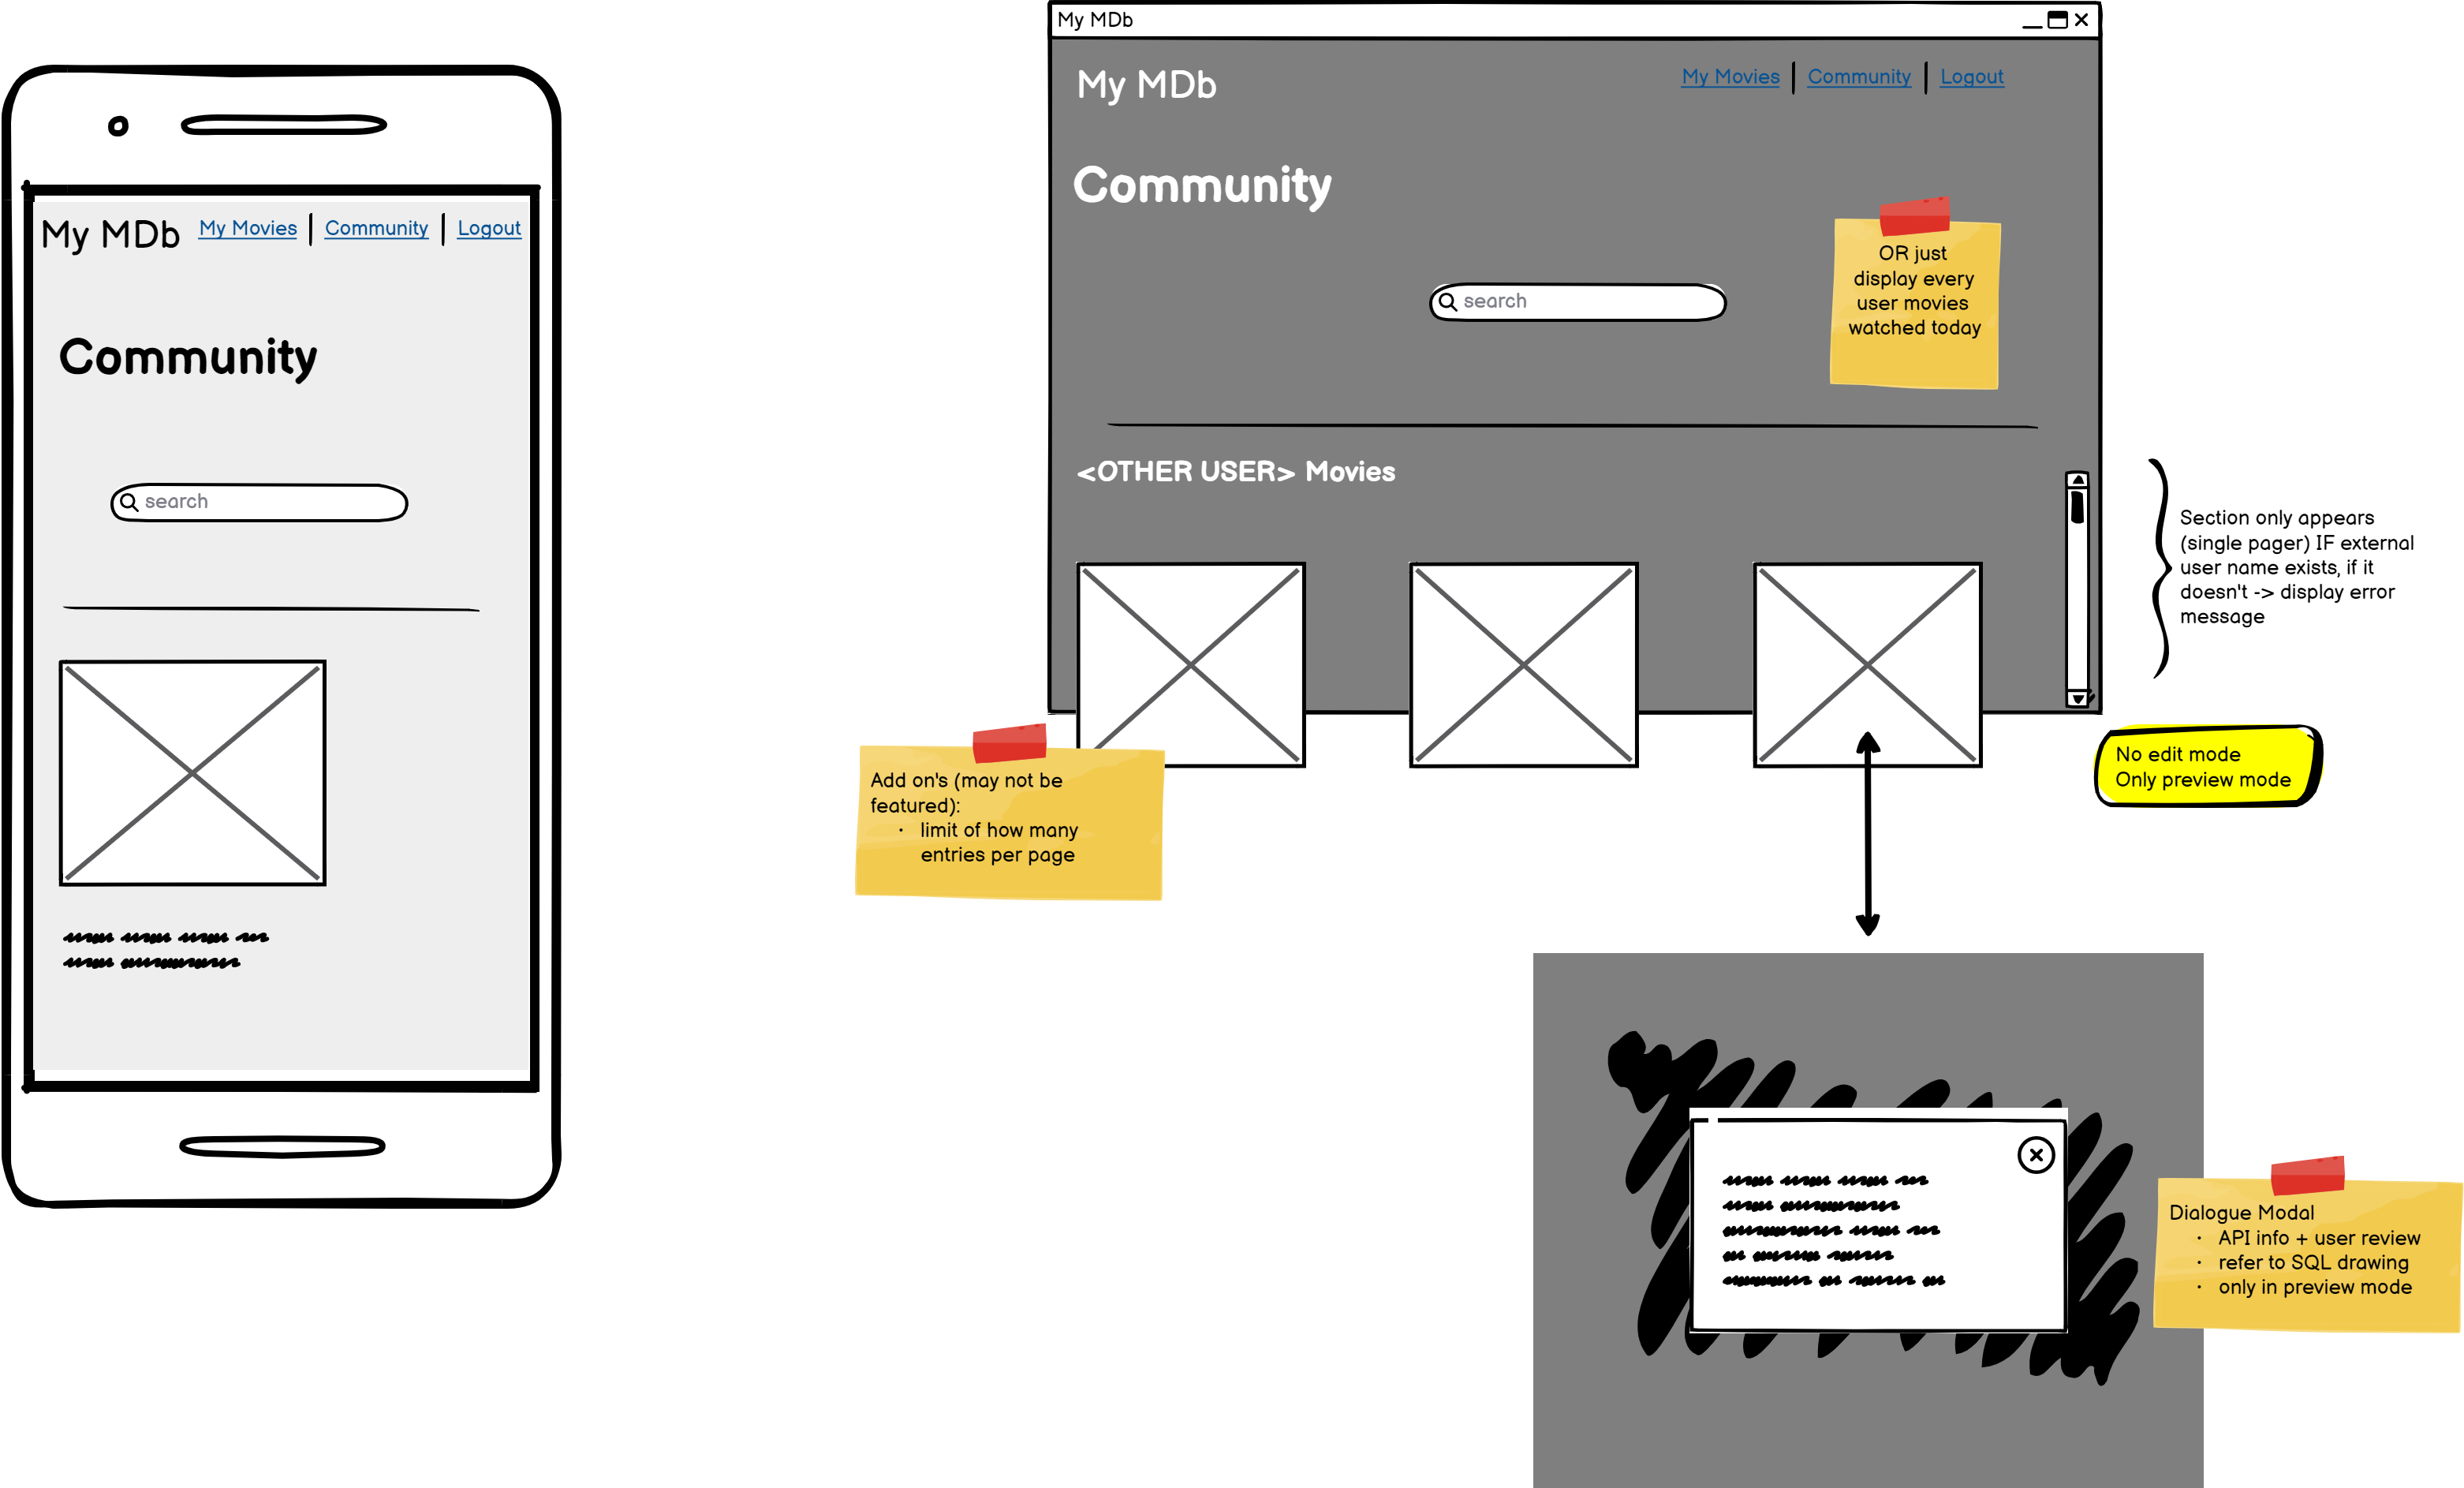 My MDb
My Movies | Community | Logout
Community
search
My MDb
My MDb
My Movies | Community | Logout
Community
search
OR just
display every
user movies
watched today
<OTHER USER> Movies
Section only appears
(single pager) IF external
user name exists, if it
doesn't -> display error
message
No edit mode
Only preview mode
Add on's (may not be
featured):
• limit of how many
entries per page
Dialogue Modal
• API info + user review
• refer to SQL drawing
• only in preview mode